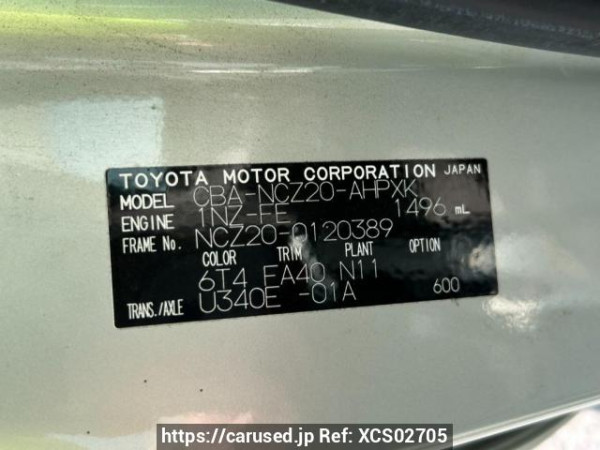 TOYOTA MOTOR CORPORATION JAPAN
MODEL CBA-NCZ20-AHPXK
ENGINE 1NZ-FE 1496 mL
FRAME No. NCZ20-0120389
COLOR TRIM PLANT OPTION
6T4 EA40 N11
TRANS./AXLE U340E -01A 600
https://carused.jp Ref: XCS02705